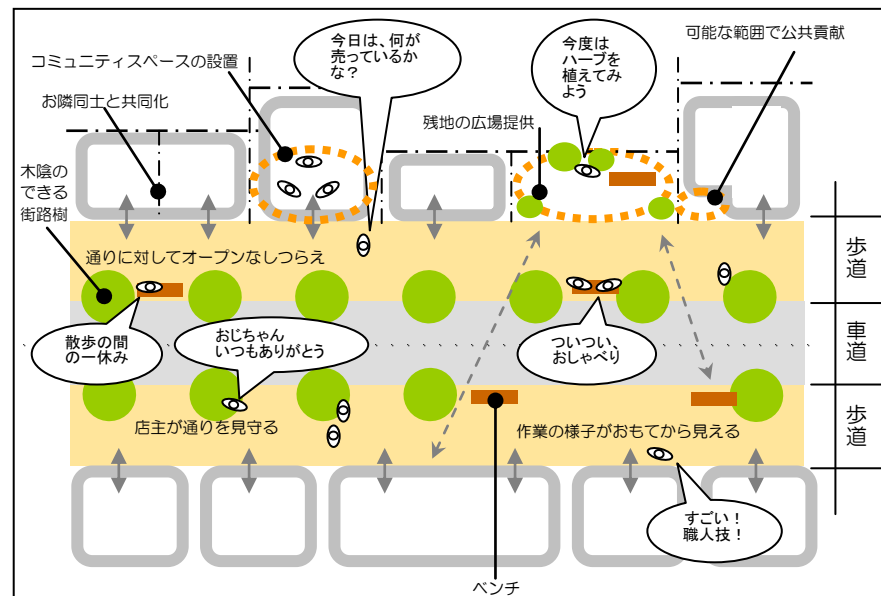 今日は、何が
売っているか
な？
今度は
ハーブを
植えてみ
よう
可能な範囲で公共貢献
コミュニティスペースの設置
お隣同士と共同化
残地の広場提供
木陰の
できる
街路樹
通りに対してオープンなしつらえ
歩道
散歩の間
の一休み
おじちゃん
いつもありがとう
ついつい、
おしゃべり
車道
店主が通りを見守る
作業の様子がおもてから見える
歩道
すごい！
職人技！
ベンチ